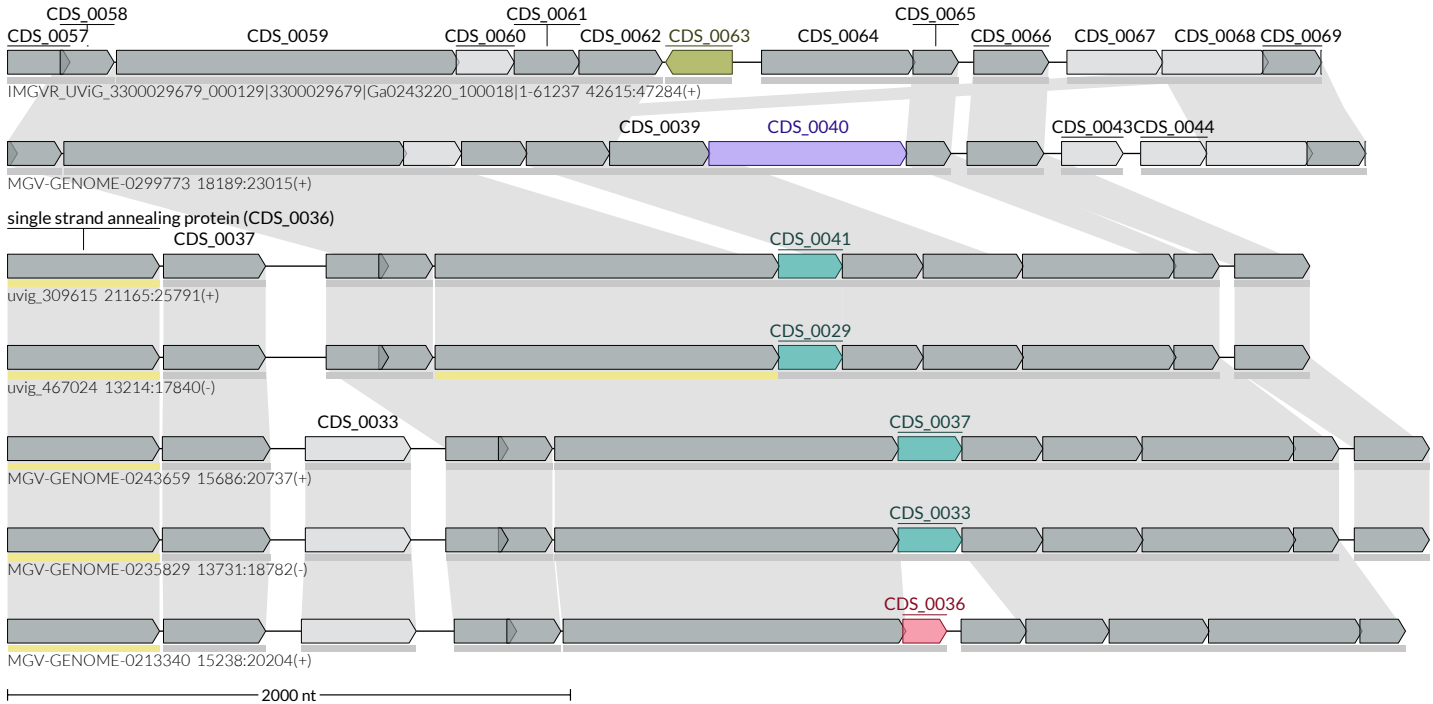 CDS_0058 CDS_0061 CDS_0065
CDS_0057 CDS_0059 CDS_0060 CDS_0062 CDS_0063 CDS_0064 CDS_0066 CDS_0067 CDS_0068 CDS_0069
IMGVR_UViG_3300029679_000129|3300029679|Ga0243220_100018|1-61237 42615:47284(+)
CDS_0039 CDS_0040 CDS_0043 CDS_0044
MGV-GENOME-0299773 18189:23015(+)
single strand annealing protein (CDS_0036)
CDS_0037 CDS_0041
uvig_309615 21165:25791(+)
CDS_0029
uvig_467024 13214:17840(-)
CDS_0033 CDS_0037
MGV-GENOME-0243659 15686:20737(+)
CDS_0033
MGV-GENOME-0235829 13731:18782(-)
CDS_0036
MGV-GENOME-0213340 15238:20204(+)
2000 nt